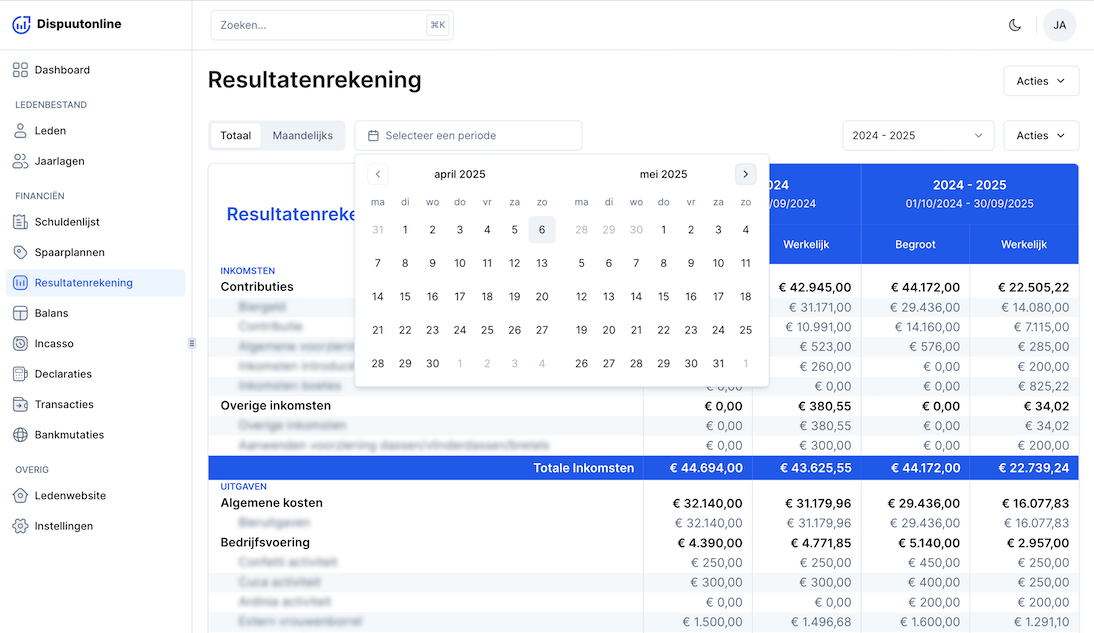 Dispuutonline
Zoeken...
⌘K
JA
Dashboard
LEDENBESTAND
Leden
Jaarlagen
FINANCIËN
Schuldenlijst
Spaarplannen
Resultatenrekening
Balans
Incasso
Declaraties
Transacties
Bankmutaties
OVERIG
Ledenwebsite
Instellingen
Resultatenrekening
Acties
Totaal Maandelijks
Selecteer een periode
2024 - 2025
Acties
april 2025
ma di wo do vr za zo
31 1 2 3 4 5 6
7 8 9 10 11 12 13
14 15 16 17 18 19 20
21 22 23 24 25 26 27
28 29 30 1 2 3 4
mei 2025
ma di wo do vr za zo
28 29 30 1 2 3 4
5 6 7 8 9 10 11
12 13 14 15 16 17 18
19 20 21 22 23 24 25
26 27 28 29 30 31 1
Resultatenreke
024
/09/2024
2024 - 2025
01/10/2024 - 30/09/2025
Werkelijk Begroot Werkelijk
INKOMSTEN
Contributies € 42.945,00 € 44.172,00 € 22.505,22
€ 31.171,00 € 29.436,00 € 14.080,00
€ 10.991,00 € 14.160,00 € 7.115,00
€ 523,00 € 576,00 € 285,00
€ 260,00 € 0,00 € 200,00
€ 0,00 € 0,00 € 0,00 € 825,22
Overige inkomsten € 0,00 € 380,55 € 0,00 € 34,02
€ 0,00 € 380,55 € 0,00 € 34,02
€ 0,00 € 300,00 € 0,00 € 200,00
Totale Inkomsten € 44.694,00 € 43.625,55 € 44.172,00 € 22.739,24
UITGAVEN
Algemene kosten € 32.140,00 € 31.179,96 € 29.436,00 € 16.077,83
€ 32.140,00 € 31.179,96 € 29.436,00 € 16.077,83
Bedrijfsvoering € 4.390,00 € 4.771,85 € 5.140,00 € 2.957,00
€ 250,00 € 250,00 € 450,00 € 250,00
€ 300,00 € 300,00 € 400,00 € 250,00
€ 0,00 € 0,00 € 200,00 € 200,00
€ 1.500,00 € 1.496,68 € 1.600,00 € 1.291,10